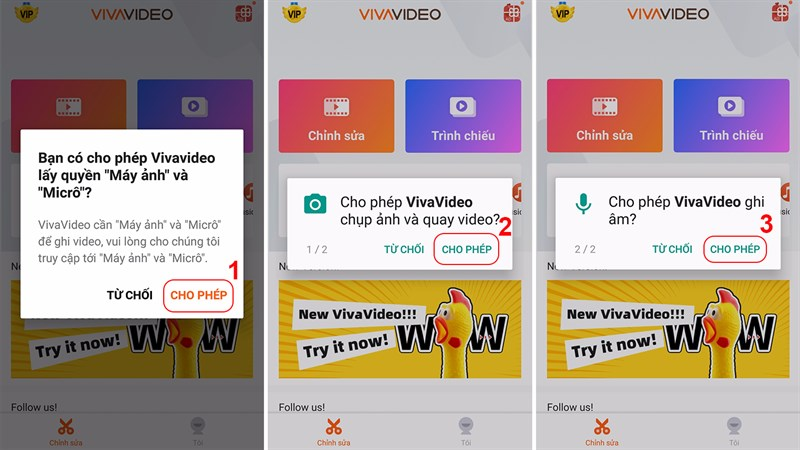 VIP
VIVAVIDEO
Bạn có cho phép Vivavideo
lấy quyền "Máy ảnh" và
"Micrô"?
VivaVideo cần "Máy ảnh" và "Micrô"
để ghi video, vui lòng cho chúng tôi
truy cập tới "Máy ảnh" và "Micrô".
1
TỪ CHỐI
CHO PHÉP
Try it now!
WOW
Follow us!
Chỉnh sửa
Tôi
VIP
VIVAVIDEO
Chỉnh sửa
Trình chiếu
Cho phép VivaVideo
chụp ảnh và quay video?
2
1 / 2
TỪ CHỐI
CHO PHÉP
New VivaVideo!!!
Try it now!
WOW
Follow us!
Chỉnh sửa
Tôi
VIP
VIVAVIDEO
Chỉnh sửa
Trình chiếu
Cho phép VivaVideo ghi
âm?
3
2 / 2
TỪ CHỐI
CHO PHÉP
New VivaVideo!!!
Try it now!
WOW
Follow us!
Chỉnh sửa
Tôi